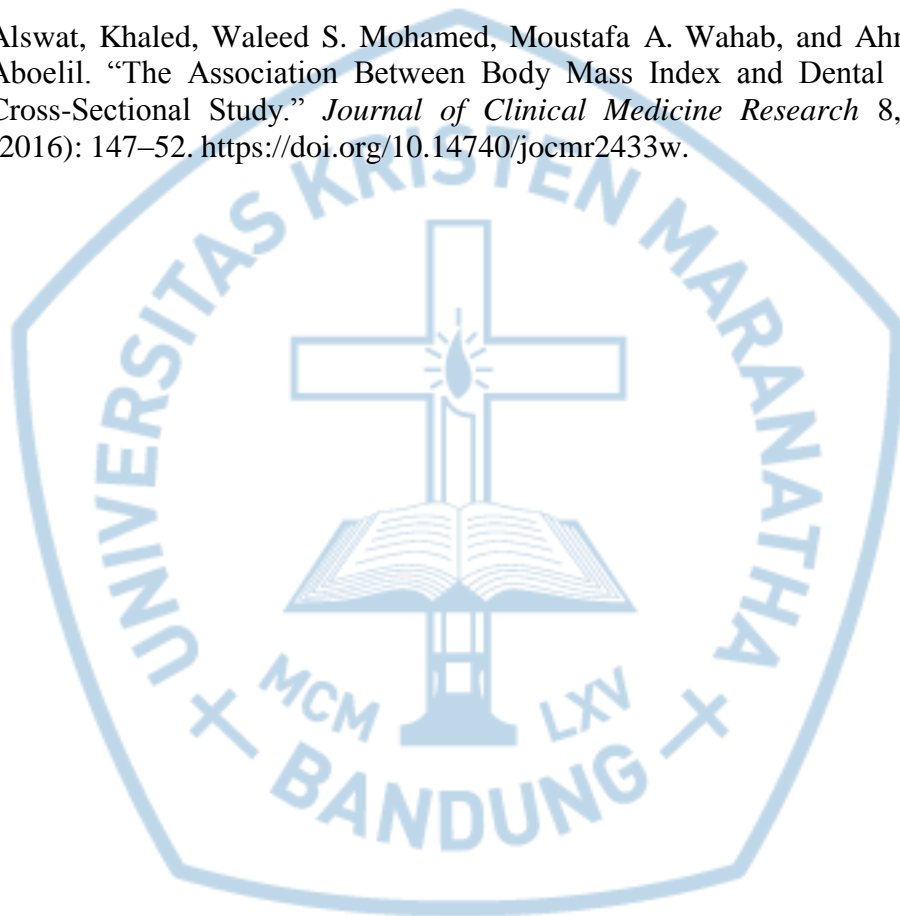 Alswat, Khaled, Waleed S. Mohamed, Moustafa A. Wahab, and
Aboelil. “The Association Between Body Mass Index and Dental
Cross-Sectional Study.” Journal of Clinical Medicine Research 8,
(2016): 147–52. https://doi.org/10.14740/jocmr2433w.
UNIVERSITAS KRISTEN MARANATHA
MCM LXV
BANDUNG